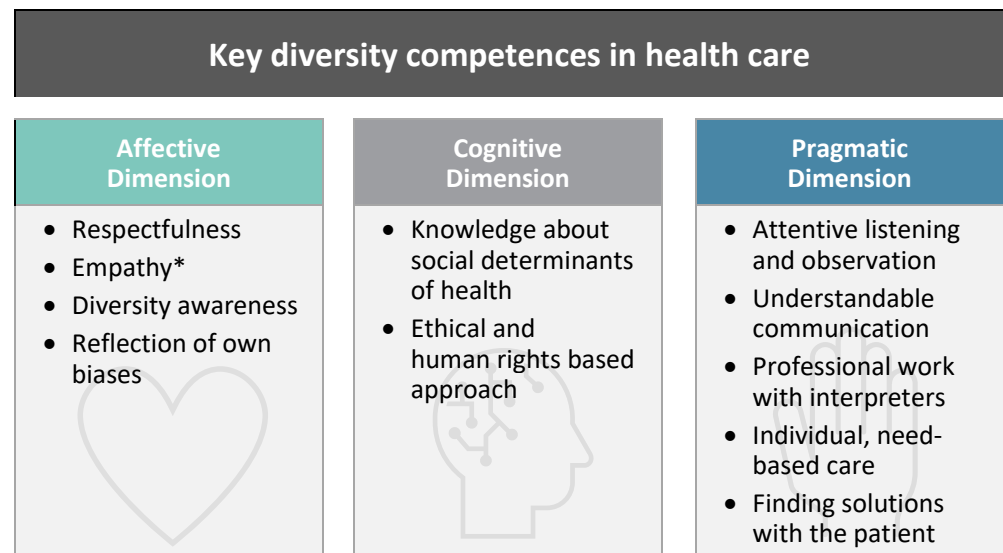 Key diversity competences in health care
Affective
Dimension
• Respectfulness
• Empathy*
• Diversity awareness
• Reflection of own
biases
Cognitive
Dimension
• Knowledge about
social determinants
of health
• Ethical and
human rights based
approach
Pragmatic
Dimension
• Attentive listening
and observation
• Understandable
communication
• Professional work
with interpreters
• Individual, need-
based care
• Finding solutions
with the patient